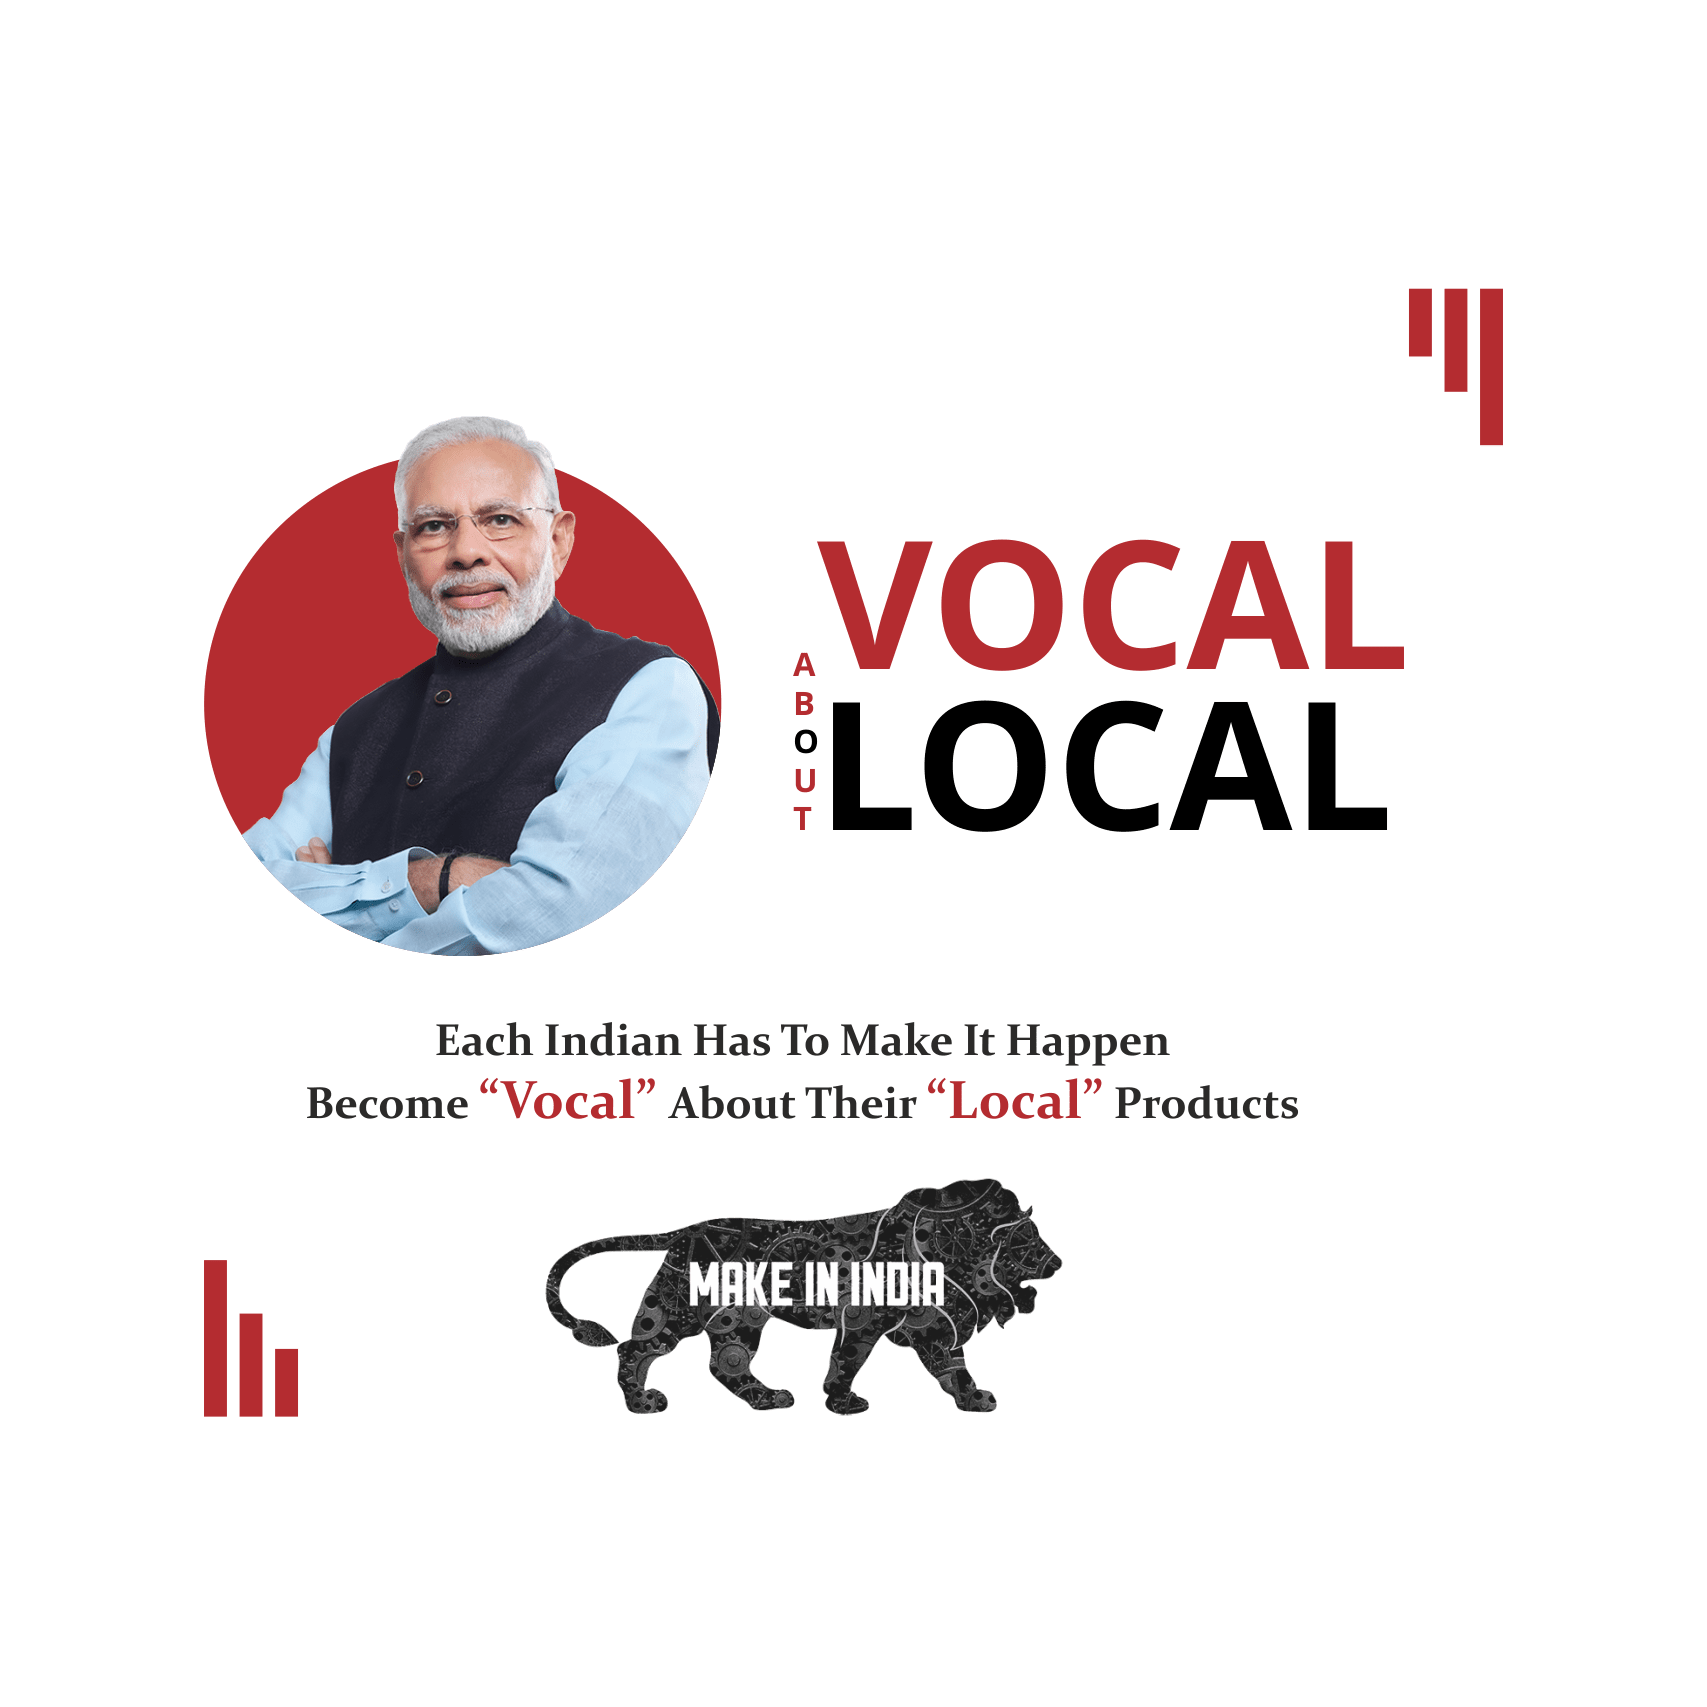 VOCAL
ABOUT
LOCAL
Each Indian Has To Make It Happen
Become “Vocal” About Their “Local” Products
MAKE IN INDIA